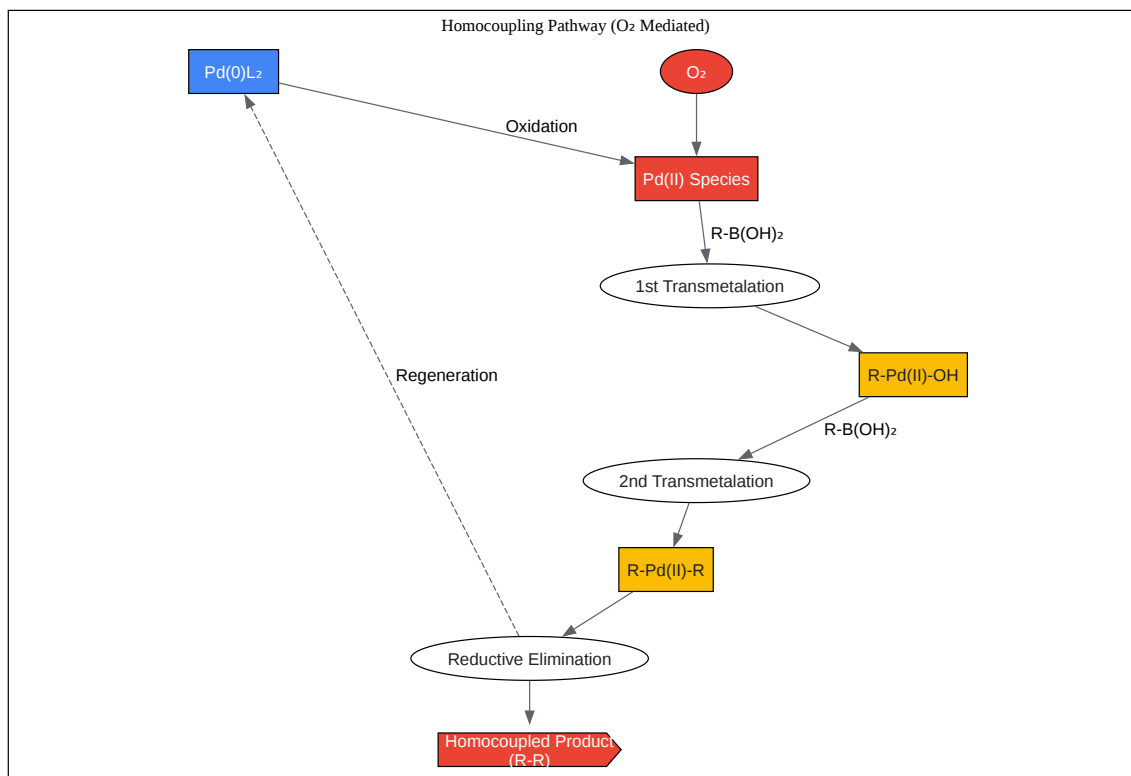 Homocoupling Pathway (O₂ Mediated)
Pd(0)L₂
O₂
Oxidation
Pd(II) Species
R-B(OH)₂
1st Transmetalation
R-Pd(II)-OH
Regeneration
R-B(OH)₂
2nd Transmetalation
R-Pd(II)-R
Reductive Elimination
Homocoupled Product
(R-R)